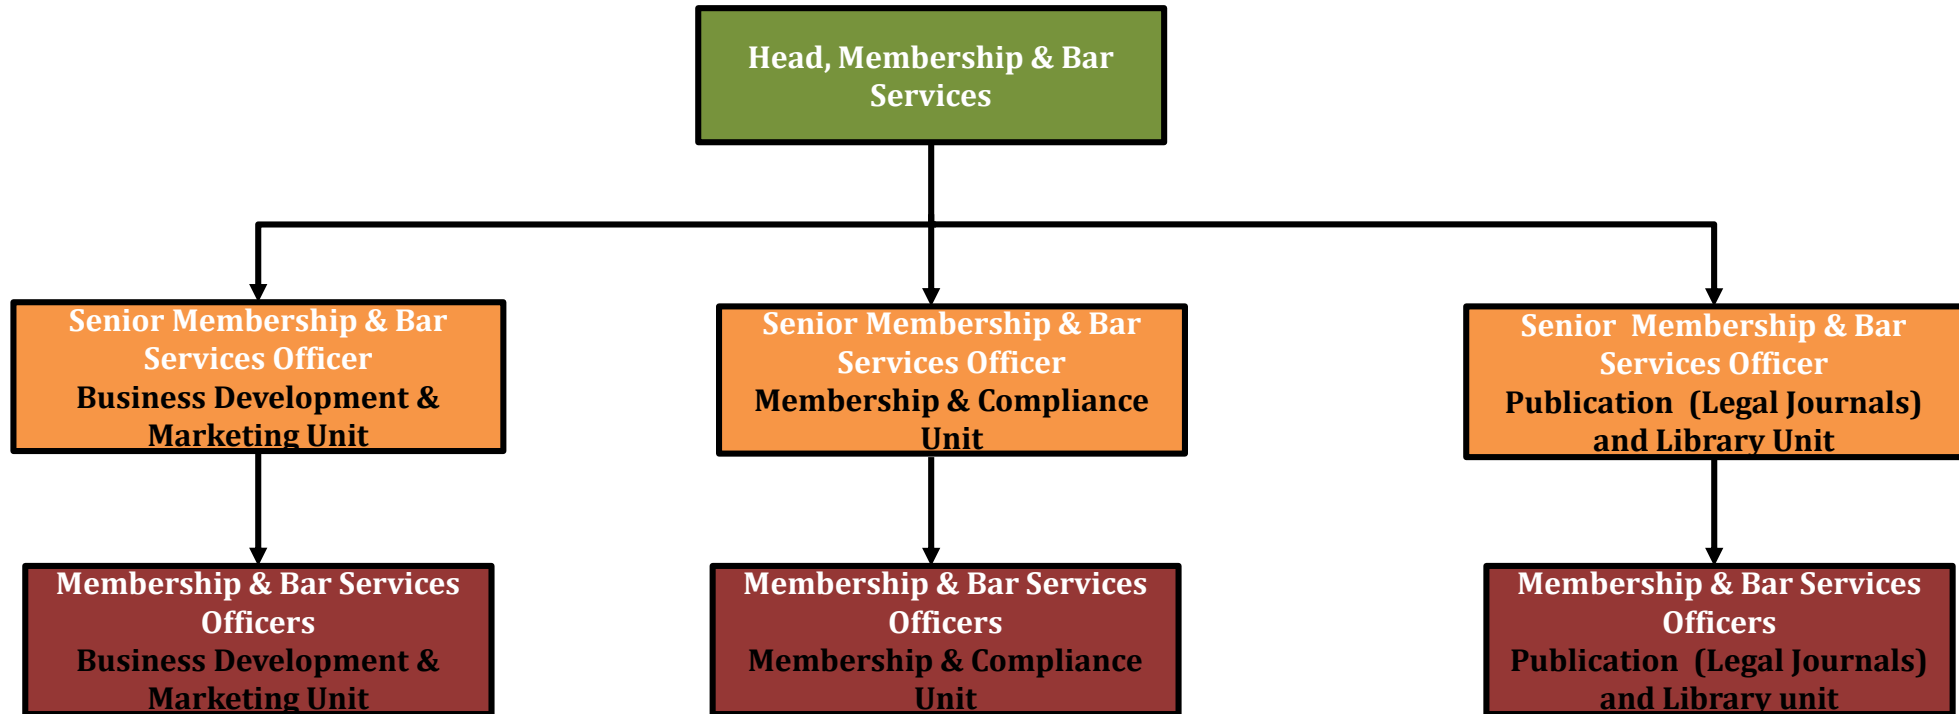 Head, Membership & Bar
Services
Senior Membership & Bar
Services Officer
Business Development &
Marketing Unit
Senior Membership & Bar
Services Officer
Membership & Compliance
Unit
Senior  Membership & Bar
Services Officer
Publication  (Legal Journals)
and Library Unit
Membership & Bar Services
Officers
Business Development &
Marketing Unit
Membership & Bar Services
Officers
Membership & Compliance
Unit
Membership & Bar Services
Officers
Publication  (Legal Journals)
and Library unit